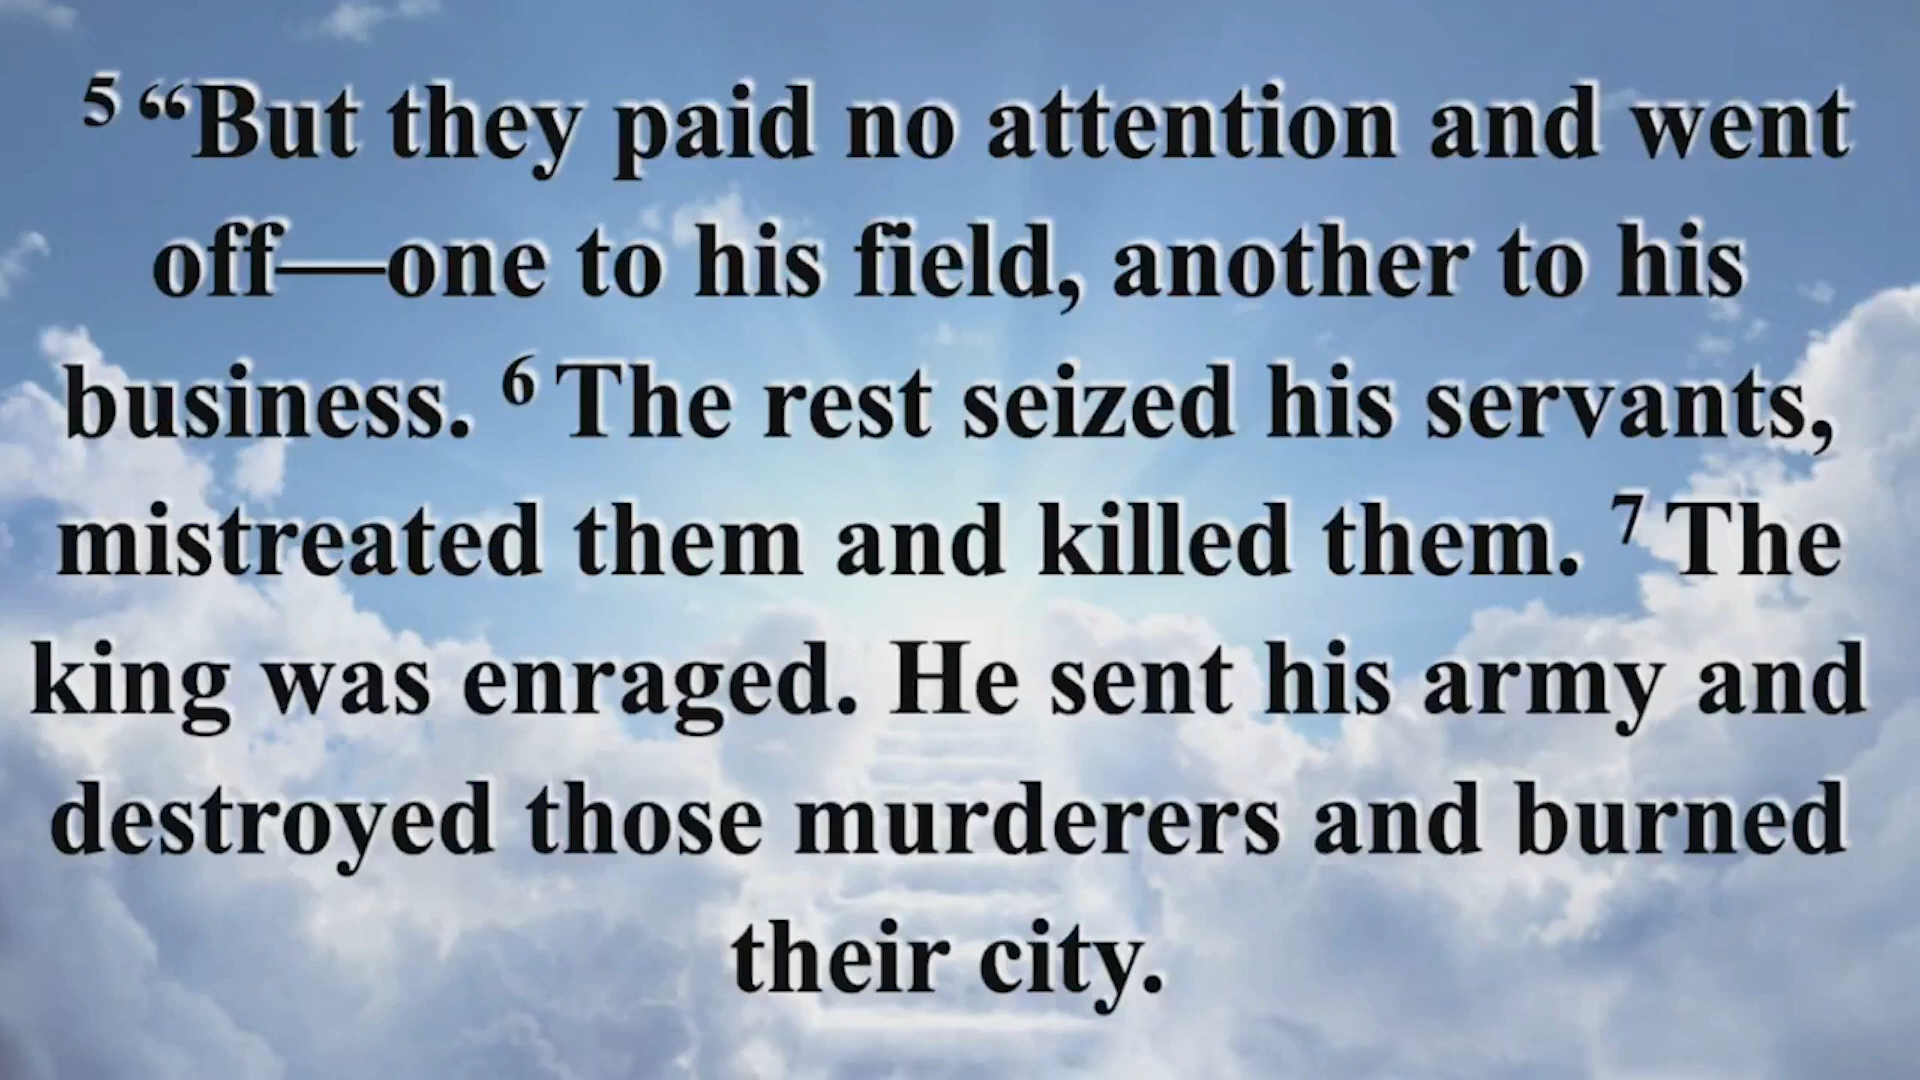 ⁵ “But they paid no attention and went
off—one to his field, another to his
business. ⁶ The rest seized his servants,
mistreated them and killed them. ⁷ The
king was enraged. He sent his army and
destroyed those murderers and burned
their city.